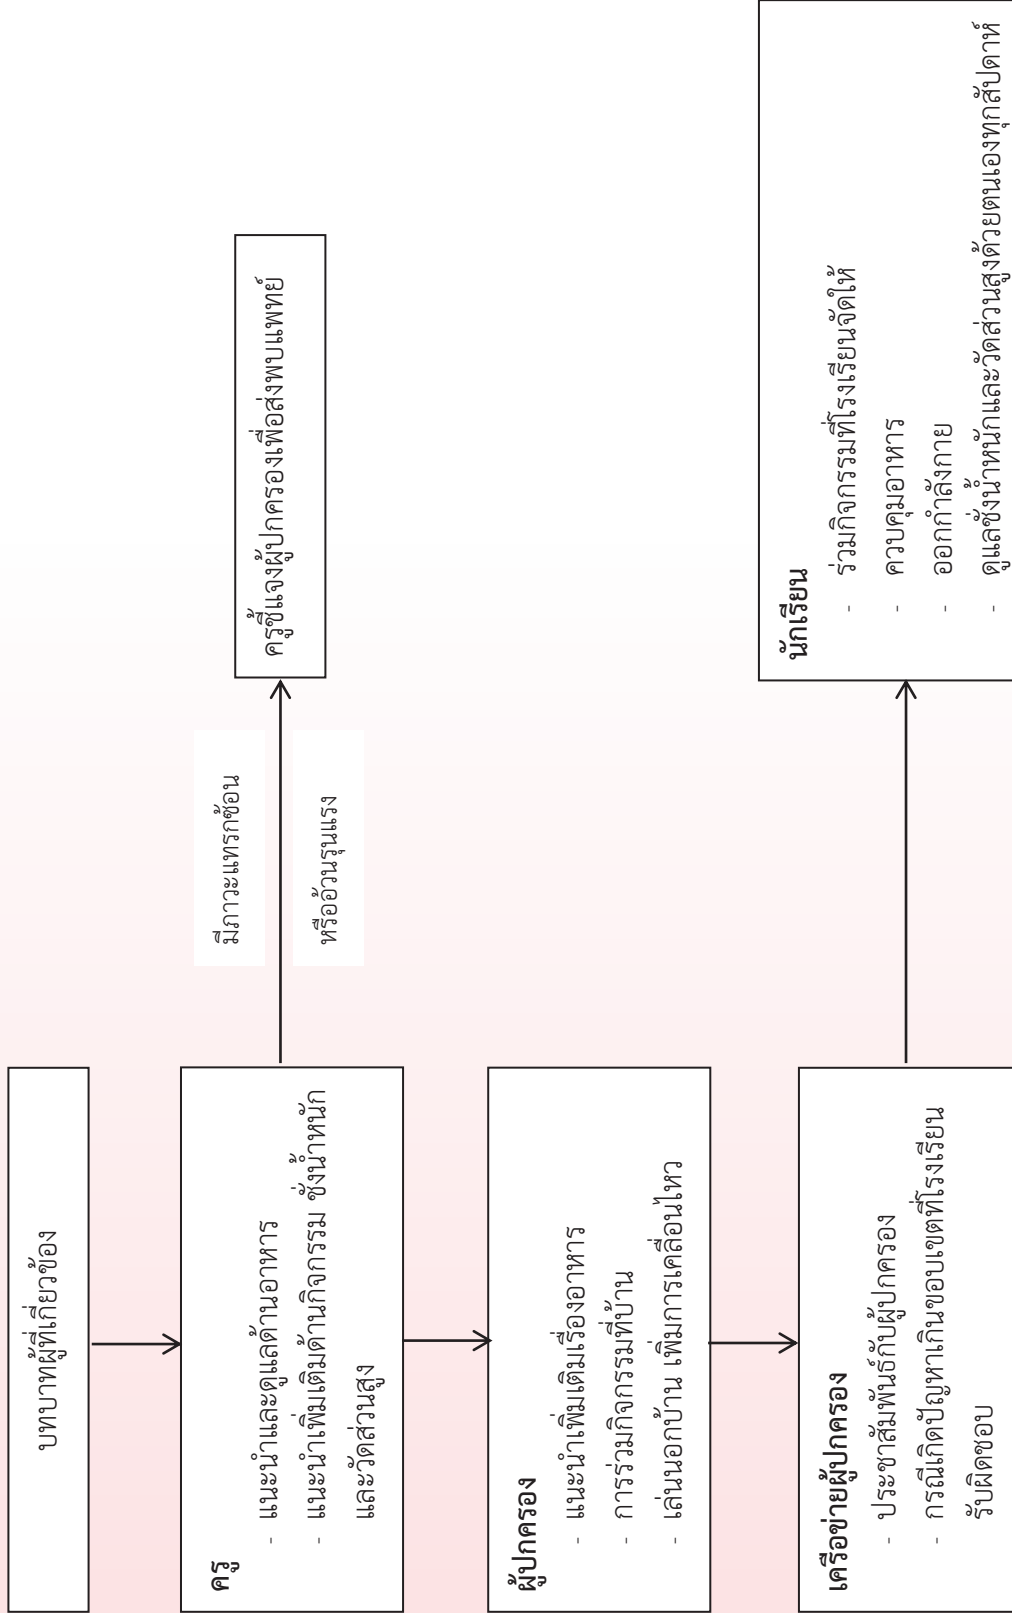 บทบาทผู้ที่เกี่ยวข้อง
ครู
- แนะนำและดูแลด้านอาหาร
- แนะนำเพิ่มเติมด้านกิจกรรม ชั่งน้ำหนัก
และวัดส่วนสูง
มีภาวะแทรกซ้อน
หรืออ้วนรุนแรง
ครูชี้แจงผู้ปกครองเพื่อส่งพบแพทย์
ผู้ปกครอง
- แนะนำเพิ่มเติมเรื่องอาหาร
- การร่วมกิจกรรมที่บ้าน
- เล่นนอกบ้าน เพิ่มการเคลื่อนไหว
เครือข่ายผู้ปกครอง
- ประชาสัมพันธ์กับผู้ปกครอง
- กรณีเกิดปัญหาเกินขอบเขตที่โรงเรียน
รับผิดชอบ
นักเรียน
- ร่วมกิจกรรมที่โรงเรียนจัดให้
- ควบคุมอาหาร
- ออกกำลังกาย
- ดูแลชั่งน้ำหนักและวัดส่วนสูงด้วยตนเองทุกสัปดาห์